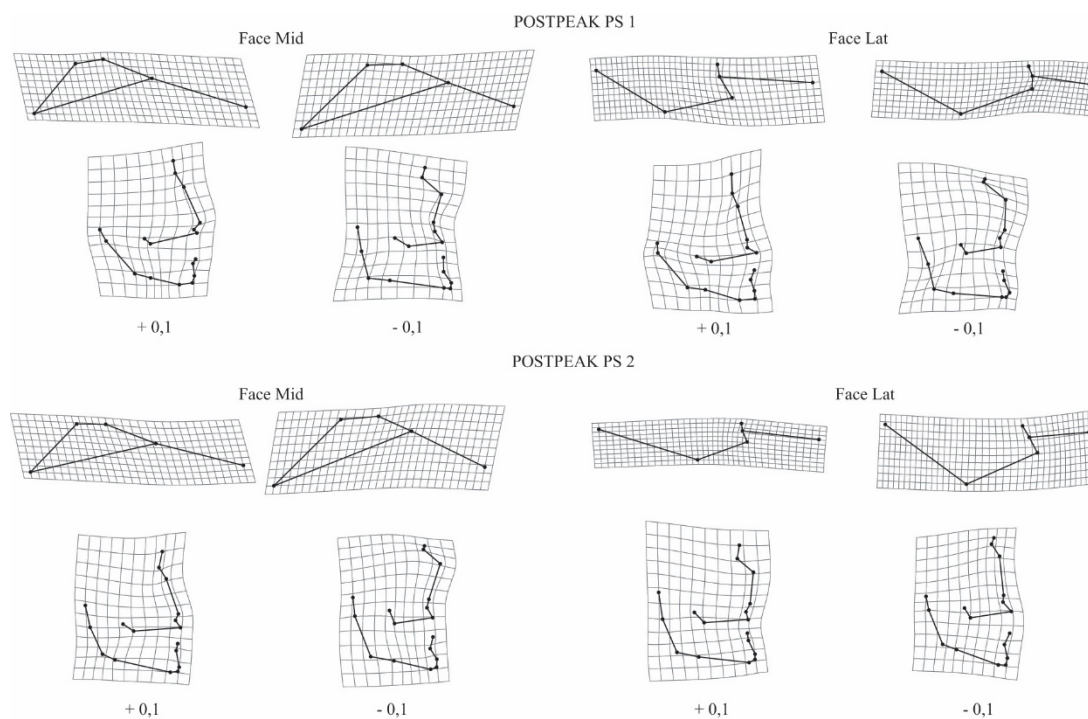 POSTPEAK PS 1
Face Mid
Face Lat
+ 0,1
- 0,1
+0,1
-0,1
POSTPEAK PS 2
Face Mid
Face Lat
+ 0,1
- 0,1
+ 0,1
- 0,1